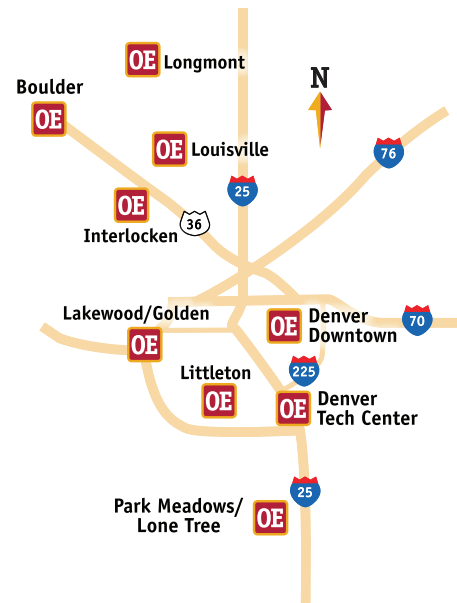 OE Longmont
Boulder
OE
N
OE Louisville
76
25
OE
36
Interlocken
Lakewood/Golden
OE
OE Denver
Downtown
70
225
Littleton
OE
OE Denver
Tech Center
25
Park Meadows/
Lone Tree
OE